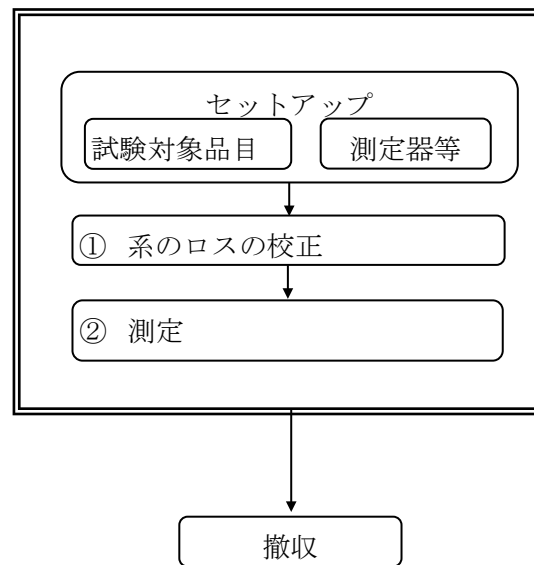 セットアップ
試験対象品目 測定器等
① 系のロスの校正
② 測定
撤収